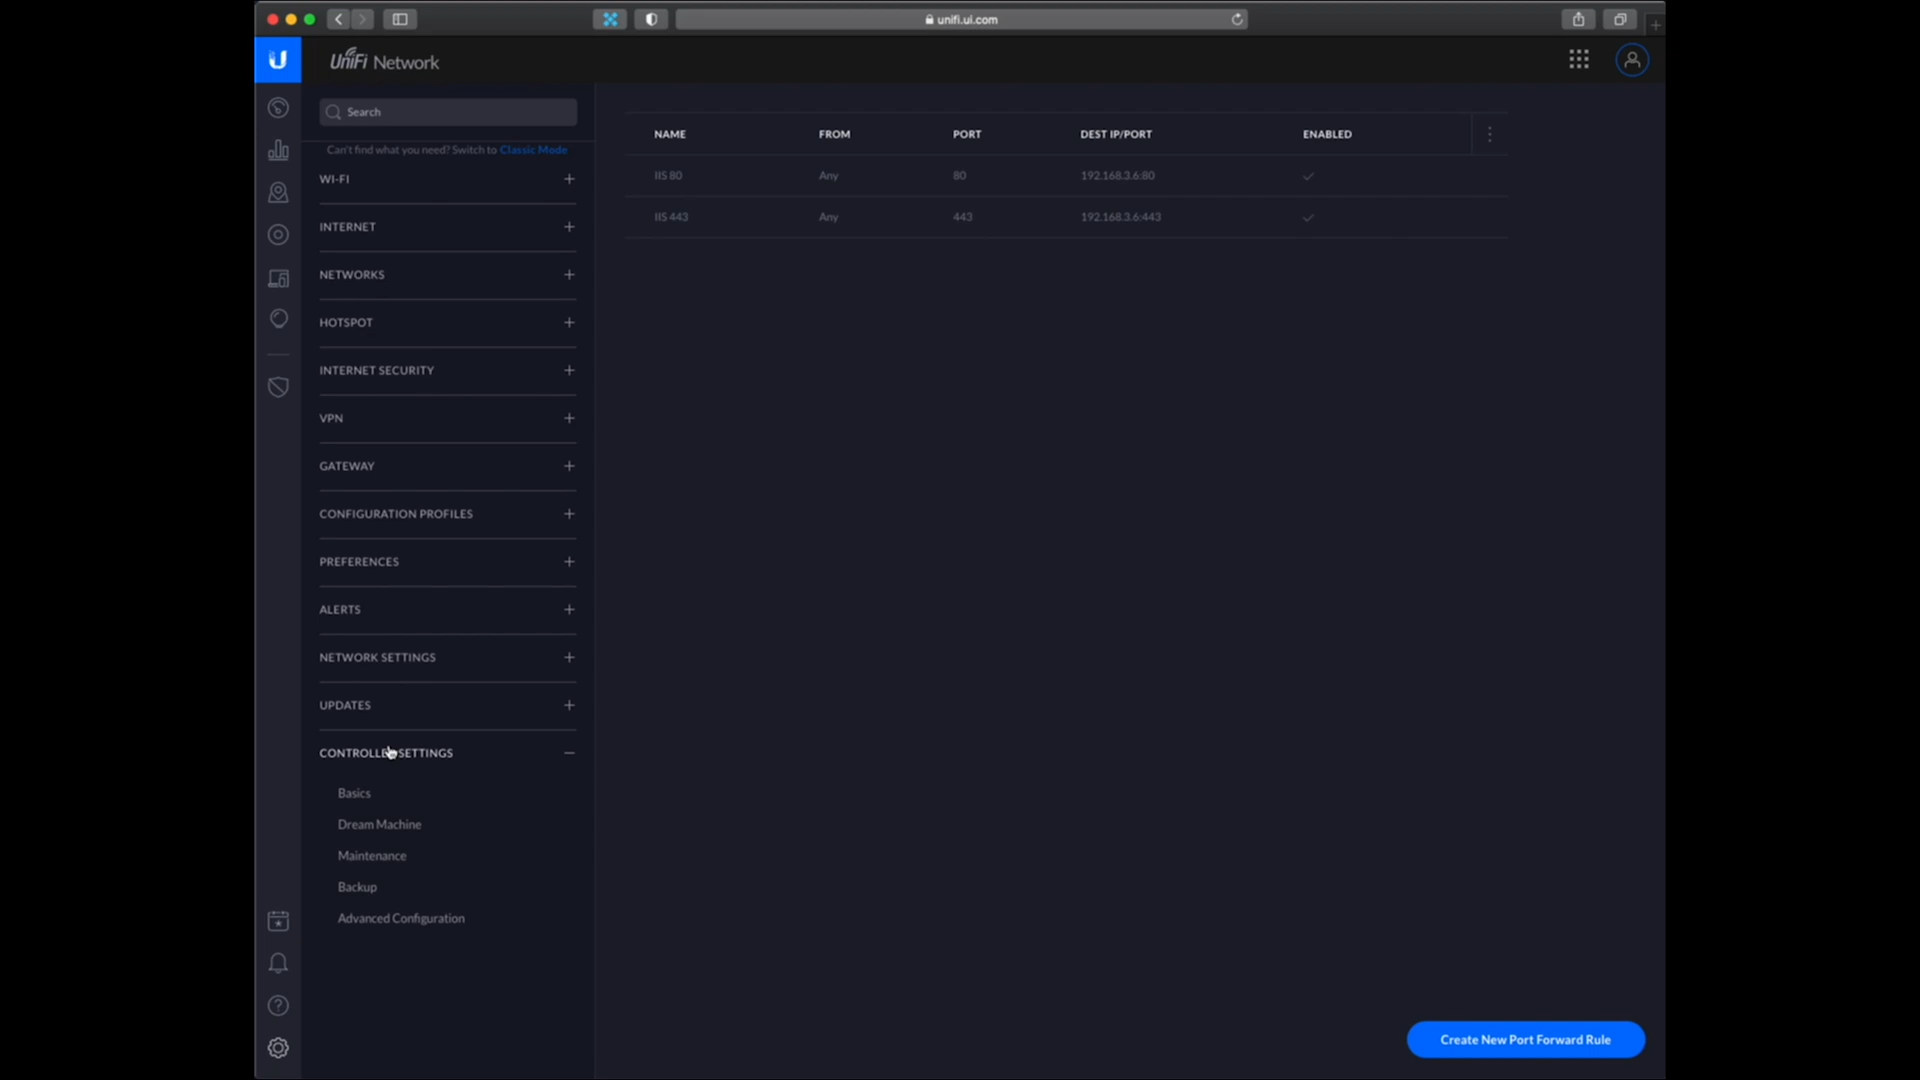 unifi.ui.com
UniFi Network
Search
Can't find what you need? Switch to Classic Mode
WI-FI
INTERNET
NETWORKS
HOTSPOT
INTERNET SECURITY
VPN
GATEWAY
CONFIGURATION PROFILES
PREFERENCES
ALERTS
NETWORK SETTINGS
UPDATES
CONTROLLER SETTINGS
Basics
Dream Machine
Maintenance
Backup
Advanced Configuration
NAME FROM PORT DEST IP/PORT ENABLED
IIS 80 Any 80 192.168.3.6:80
IIS 443 Any 443 192.168.3.6:443
Create New Port Forward Rule